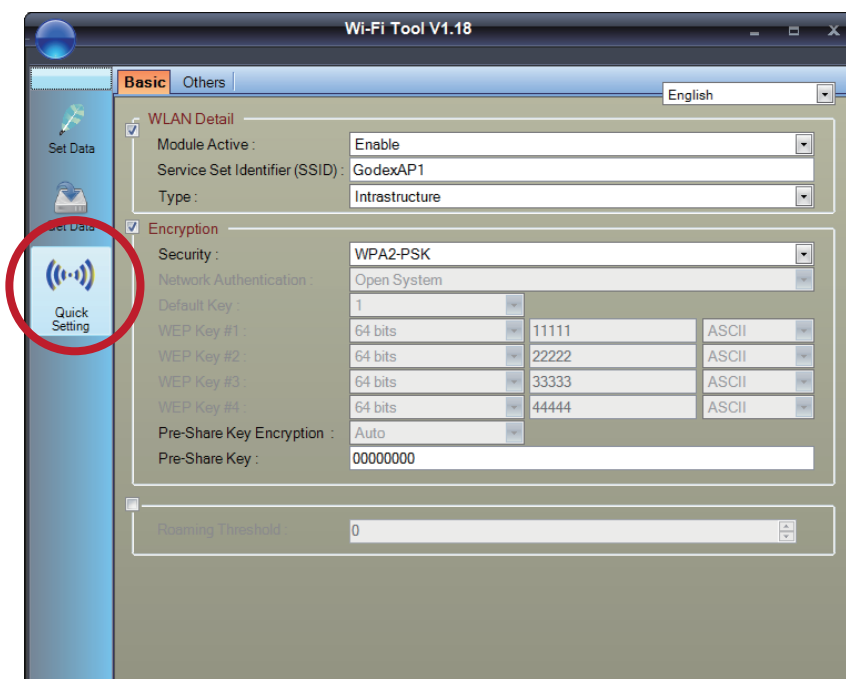 Wi-Fi Tool V1.18
Basic Others
English
Set Data
Get Data
Quick
Setting
WLAN Detail
Module Active : Enable
Service Set Identifier (SSID) : GodexAP1
Type : Intrastructure
Encryption
Security : WPA2-PSK
Network Authentication : Open System
Default Key : 1
WEP Key #1 : 64 bits 11111 ASCII
WEP Key #2 : 64 bits 22222 ASCII
WEP Key #3 : 64 bits 33333 ASCII
WEP Key #4 : 64 bits 44444 ASCII
Pre-Share Key Encryption : Auto
Pre-Share Key : 00000000
Roaming Threshold : 0